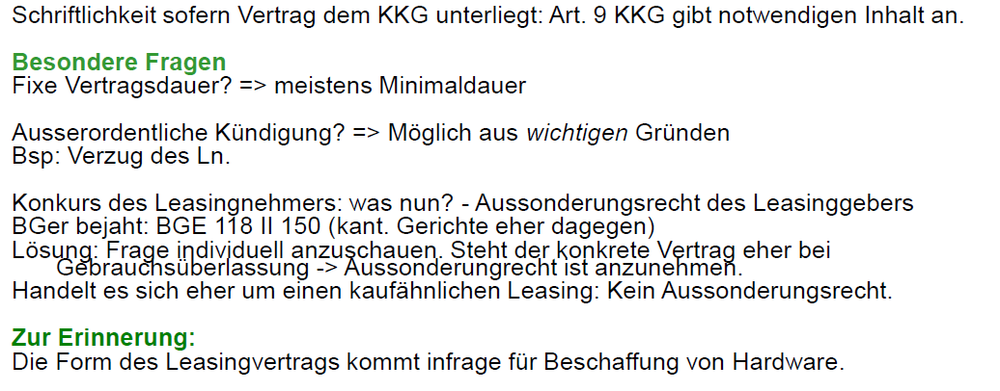 Schriftlichkeit sofern Vertrag dem KKG unterliegt: Art. 9 KKG gibt notwendigen Inhalt an.
Besondere Fragen
Fixe Vertragsdauer? => meistens Minimaldauer
Ausserordentliche Kündigung? => Möglich aus wichtigen Gründen
Bsp: Verzug des Ln.
Konkurs des Leasingnehmers: was nun? - Aussonderungsrecht des Leasinggebers
BGer bejaht: BGE 118 II 150 (kant. Gerichte eher dagegen)
Lösung: Frage individuell anzuschauen. Steht der konkrete Vertrag eher bei
Gebrauchsüberlassung -> Aussonderungrecht ist anzunehmen.
Handelt es sich eher um einen kaufähnlichen Leasing: Kein Aussonderungsrecht.
Zur Erinnerung:
Die Form des Leasingvertrags kommt infrage für Beschaffung von Hardware.